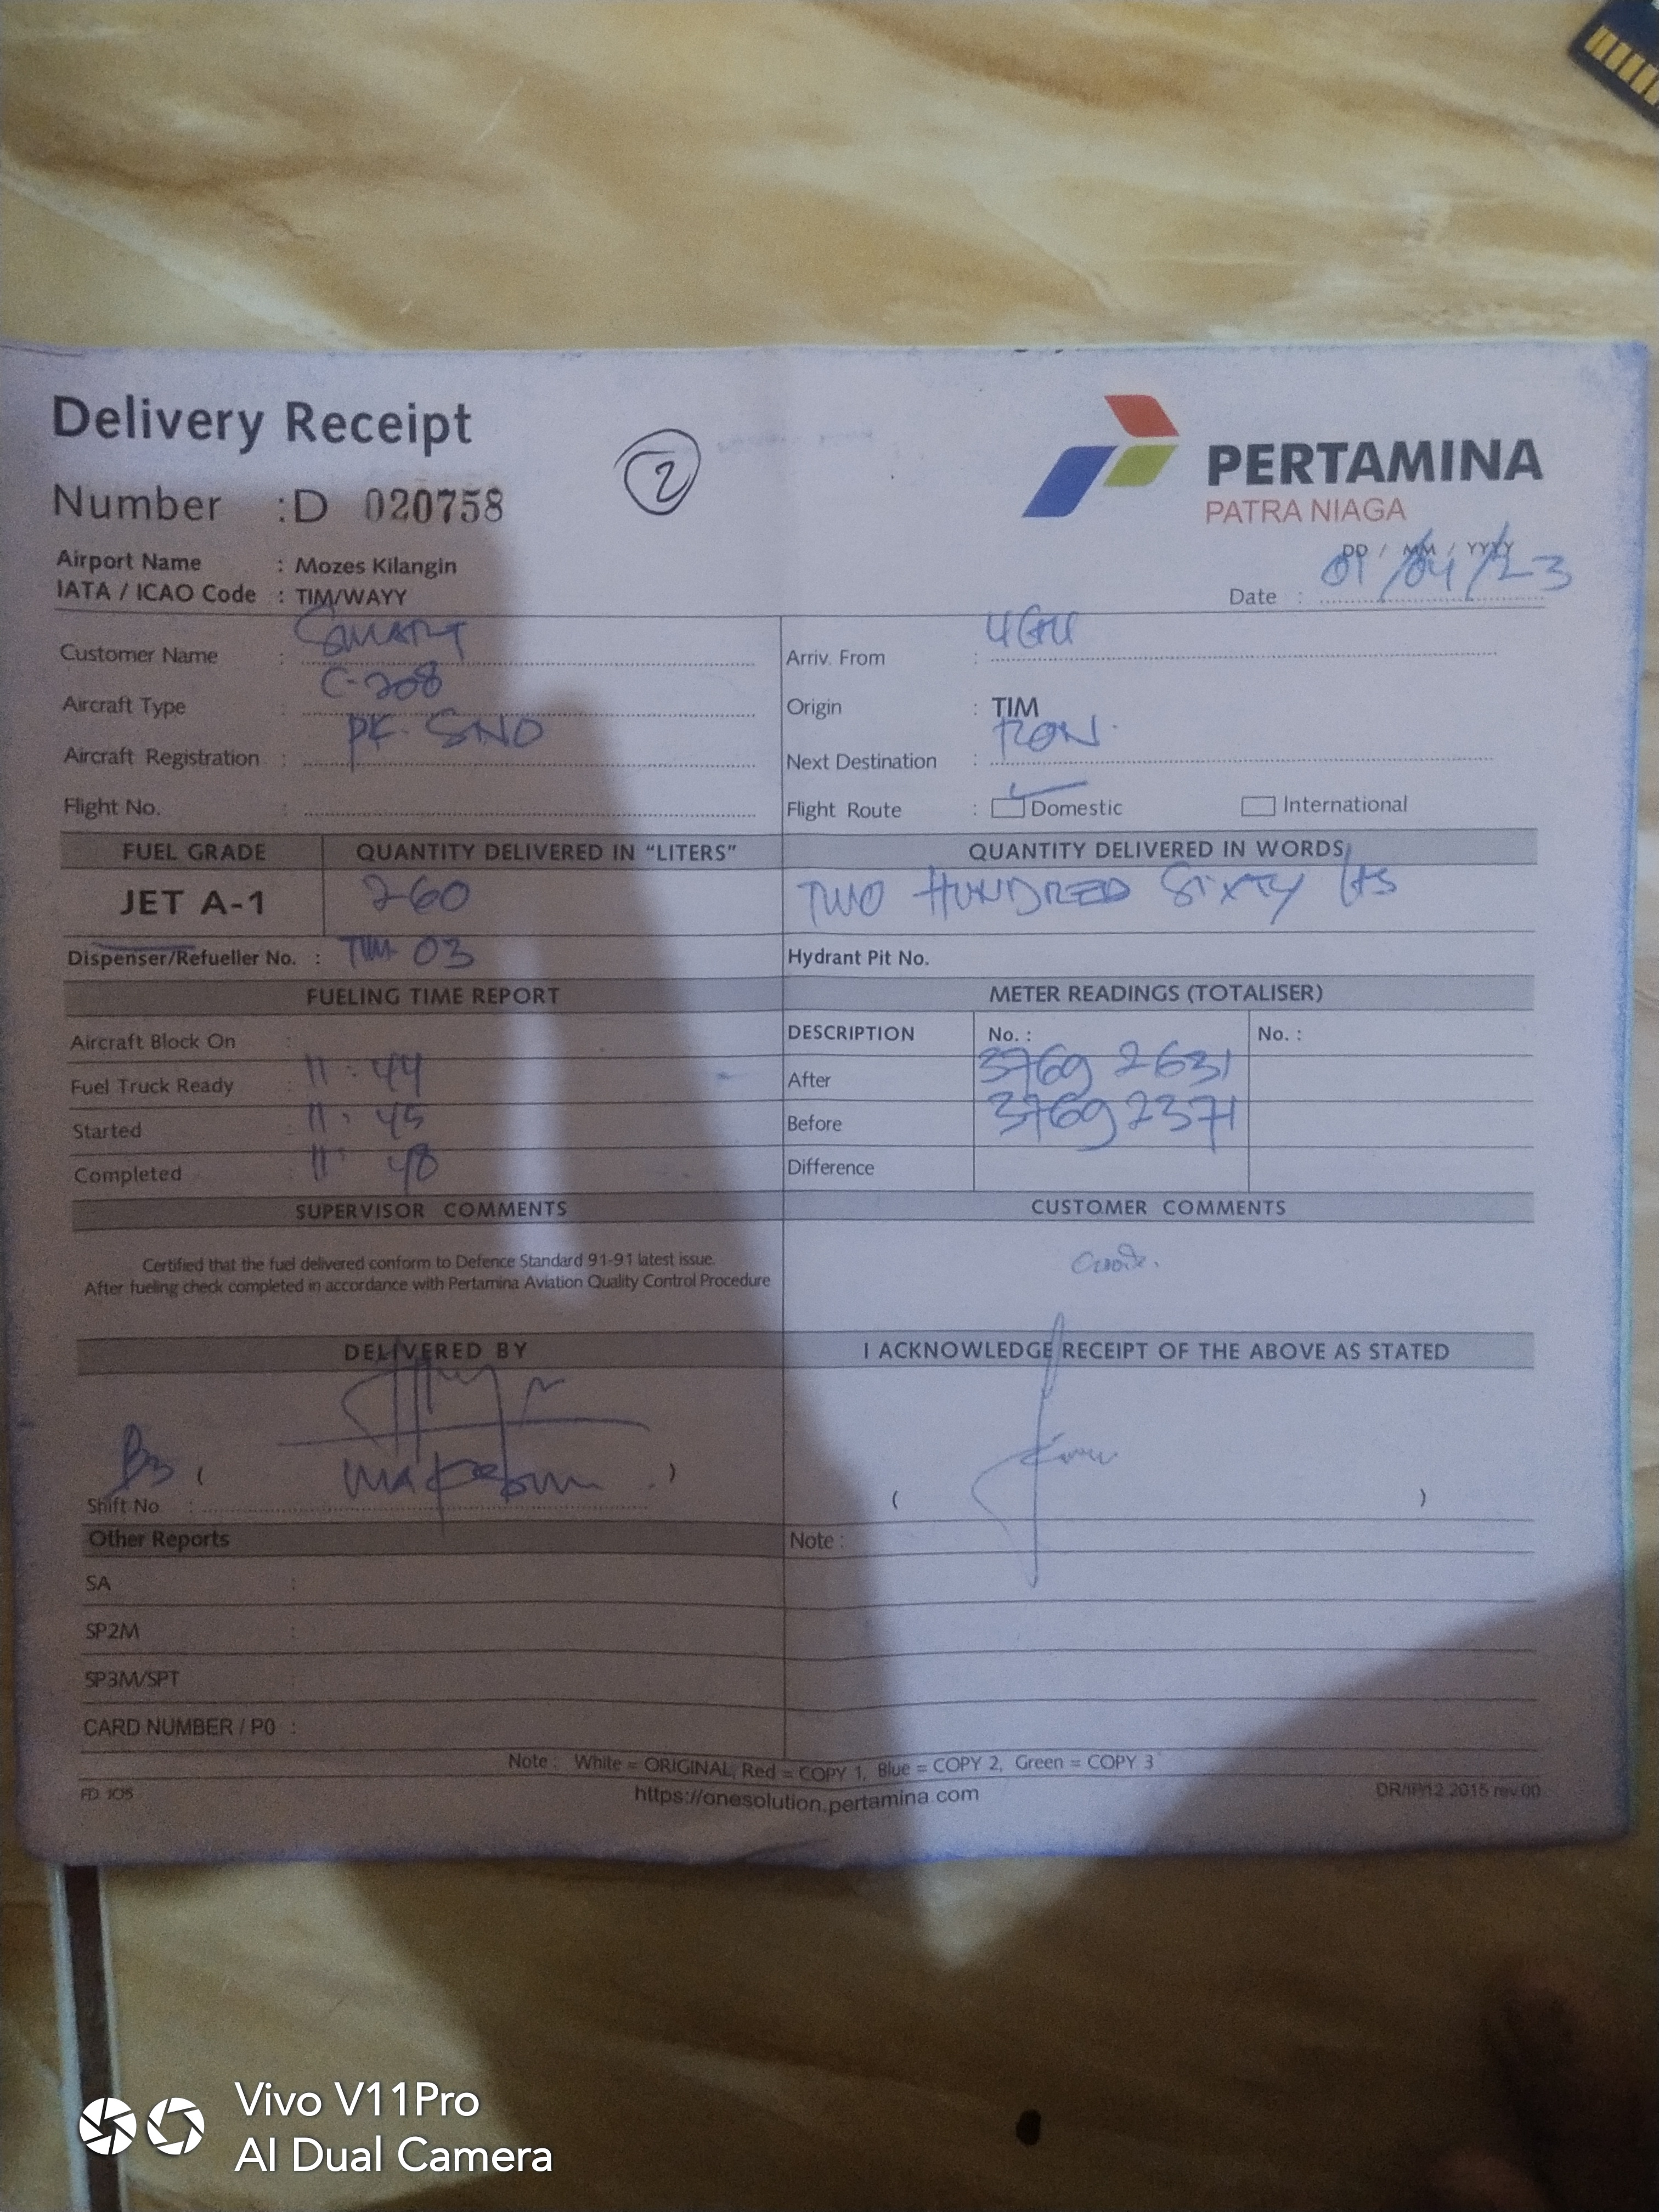 Delivery Receipt
2
PERTAMINA
PATRA NIAGA
Number :D 020758
DD / MM / YYYY
Airport Name : Mozes Kilangin
IATA / ICAO Code : TIM/WAYY
Date : 01/04/23
Customer Name : SMART
Arriv. From :
Aircraft Type : C-208
Origin : TIM
Aircraft Registration : PK-SNO
Next Destination : RON.
Flight No. :
Flight Route : Domestic International
FUEL GRADE QUANTITY DELIVERED IN "LITERS" QUANTITY DELIVERED IN WORDS
JET A-1 260 TWO HUNDRED SIXTY Lts
Dispenser/Refueller No. : TIM 03 Hydrant Pit No.
FUELING TIME REPORT METER READINGS (TOTALISER)
Aircraft Block On : DESCRIPTION No. : No. :
Fuel Truck Ready : 11:44 After 37692631
Started : 11:45 Before 37692371
Completed : 11:48 Difference
SUPERVISOR COMMENTS CUSTOMER COMMENTS
Certified that the fuel delivered conform to Defence Standard 91-91 latest issue.
After fueling check completed in accordance with Pertamina Aviation Quality Control Procedure
DELIVERED BY I ACKNOWLEDGE RECEIPT OF THE ABOVE AS STATED
( ) ( )
Shift No :
Other Reports Note :
SA :
SP2M :
SP3M/SPT
CARD NUMBER / P0 :
Note : White = ORIGINAL, Red = COPY 1, Blue = COPY 2, Green = COPY 3
https://onesolution.pertamina.com
Vivo V11Pro
AI Dual Camera